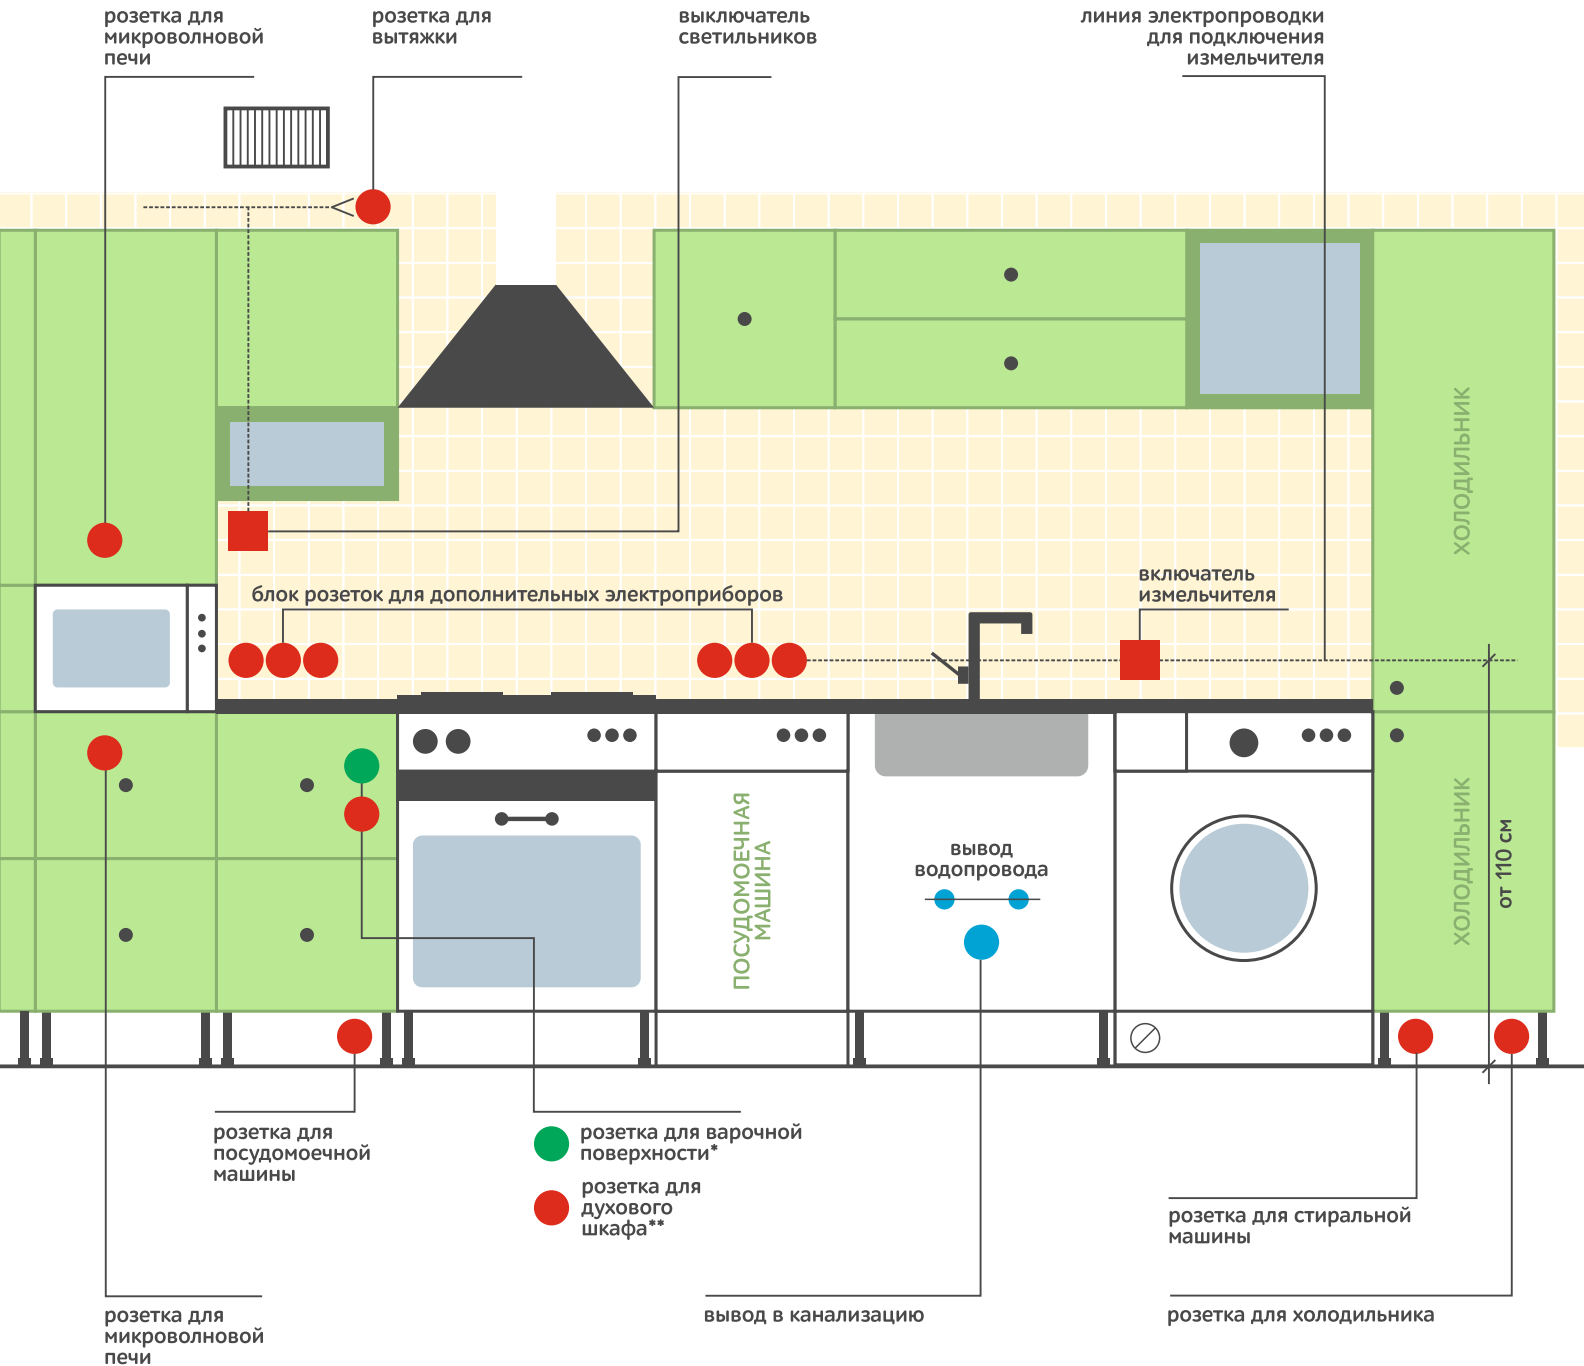 розетка для
микроволновой
печи
розетка для
вытяжки
выключатель
светильников
линия электропроводки
для подключения
измельчителя
ХОЛОДИЛЬНИК
блок розеток для дополнительных электроприборов
включатель
измельчителя
ПОСУДОМОЕЧНАЯ
МАШИНА
вывод
водопровода
ХОЛОДИЛЬНИК
от 110 см
розетка для
посудомоечной
машины
розетка для варочной
поверхности*
розетка для
духового
шкафа**
розетка для стиральной
машины
розетка для
микроволновой
печи
вывод в канализацию
розетка для холодильника